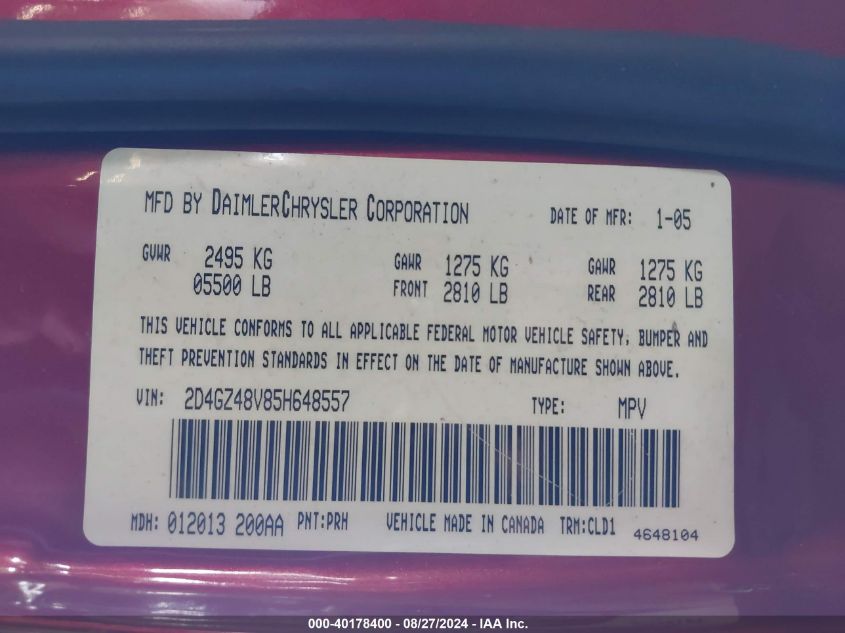 MFD BY DAIMLERCHRYSLER CORPORATION DATE OF MFR: 1-05
GVWR 2495 KG GAWR 1275 KG GAWR 1275 KG
05500 LB FRONT 2810 LB REAR 2810 LB
THIS VEHICLE CONFORMS TO ALL APPLICABLE FEDERAL MOTOR VEHICLE SAFETY, BUMPER AND
THEFT PREVENTION STANDARDS IN EFFECT ON THE DATE OF MANUFACTURE SHOWN ABOVE.
VIN: 2D4GZ48V85H648557 TYPE: MPV
MDH: 012013 200AA PNT:PRH VEHICLE MADE IN CANADA TRM:CLD1 4648104
000-40178400 - 08/27/2024 - IAA Inc.